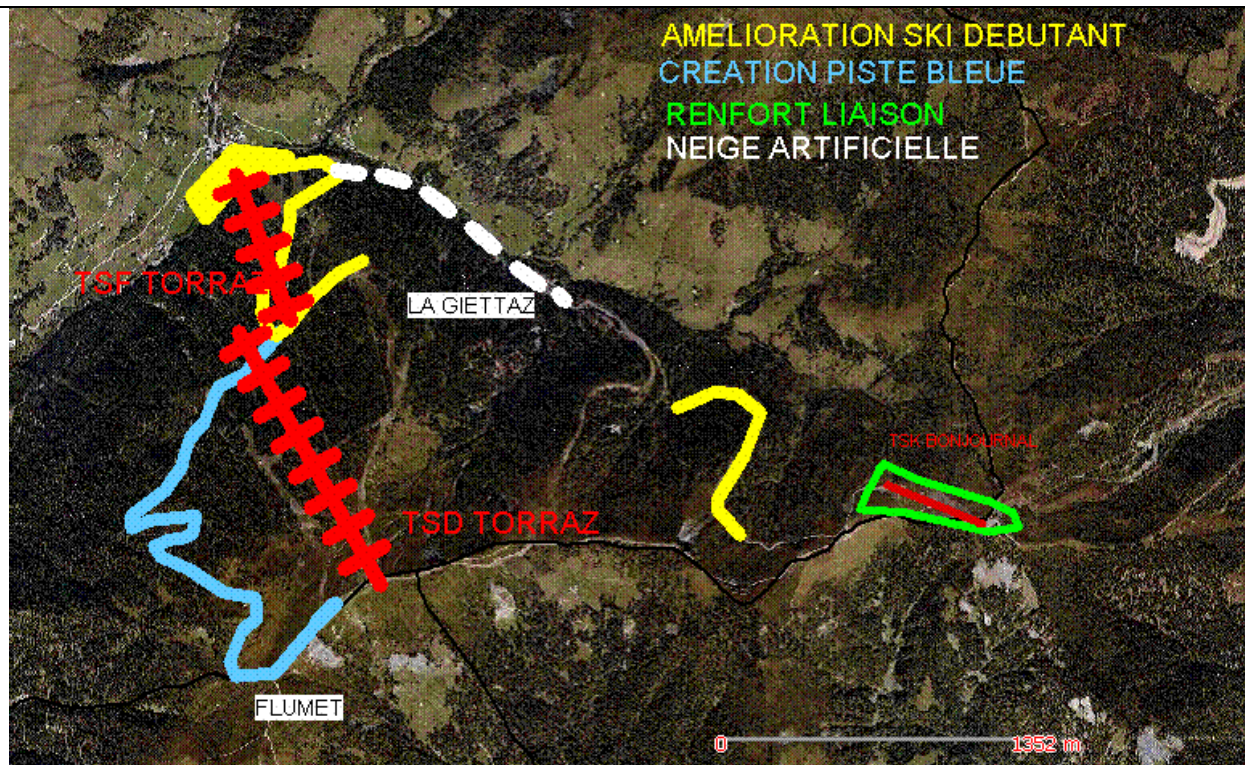 AMELIORATION SKI DEBUTANT
CREATION PISTE BLEUE
RENFORT LIAISON
NEIGE ARTIFICIELLE
TSF TORRAZ
LA GIETTAZ
TSK BONJOURNAL
TSD TORRAZ
FLUMET
0 1352 m